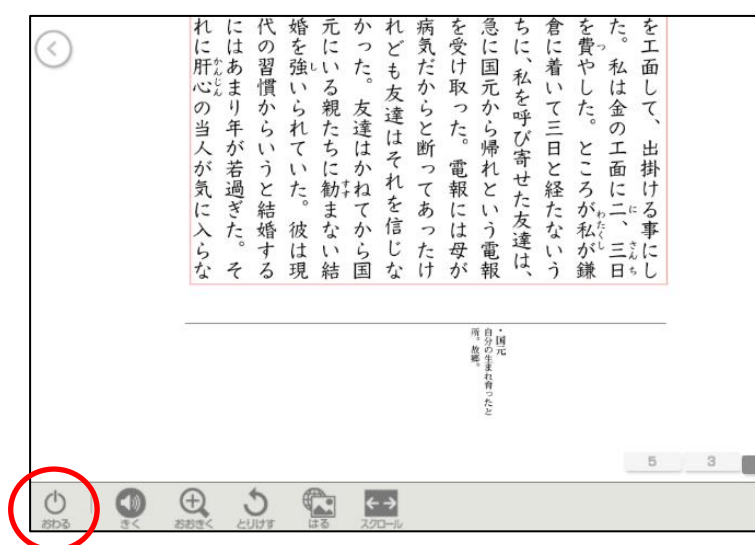 を工面して、出掛ける事にし
た。私は金の工面に二、三日
を費やした。ところが私が鎌
倉に着いて三日と経たないう
ちに、私を呼び寄せた友達は、
急に国元から帰れという電報
を受け取った。電報には母が
病気だからと断ってあったけ
れども友達はそれを信じな
かった。友達はかねてから国
元にいる親たちに勧まない結
婚を強いられていた。彼は現
代の習慣からいうと結婚する
にはあまり年が若過ぎた。そ
れに肝心の当人が気に入らな
・国元
自分の生まれ育ったと
所。故郷。
5
3
おわる
きく
おおきく
とりけす
はる
スクロール